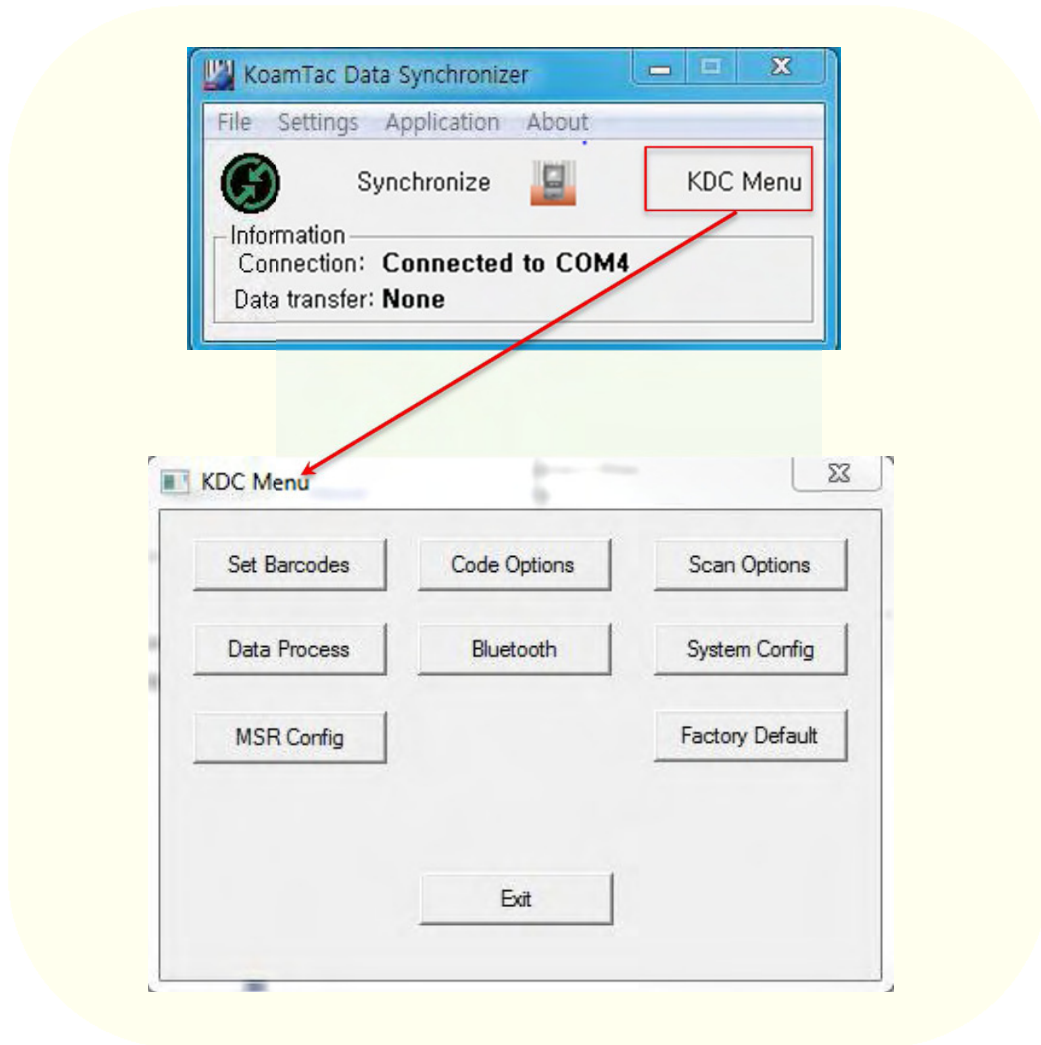 KoamTac Data Synchronizer
File Settings Application About
Synchronize KDC Menu
Information
Connection: Connected to COM4
Data transfer: None
KDC Menu
Set Barcodes Code Options Scan Options
Data Process Bluetooth System Config
MSR Config Factory Default
Exit